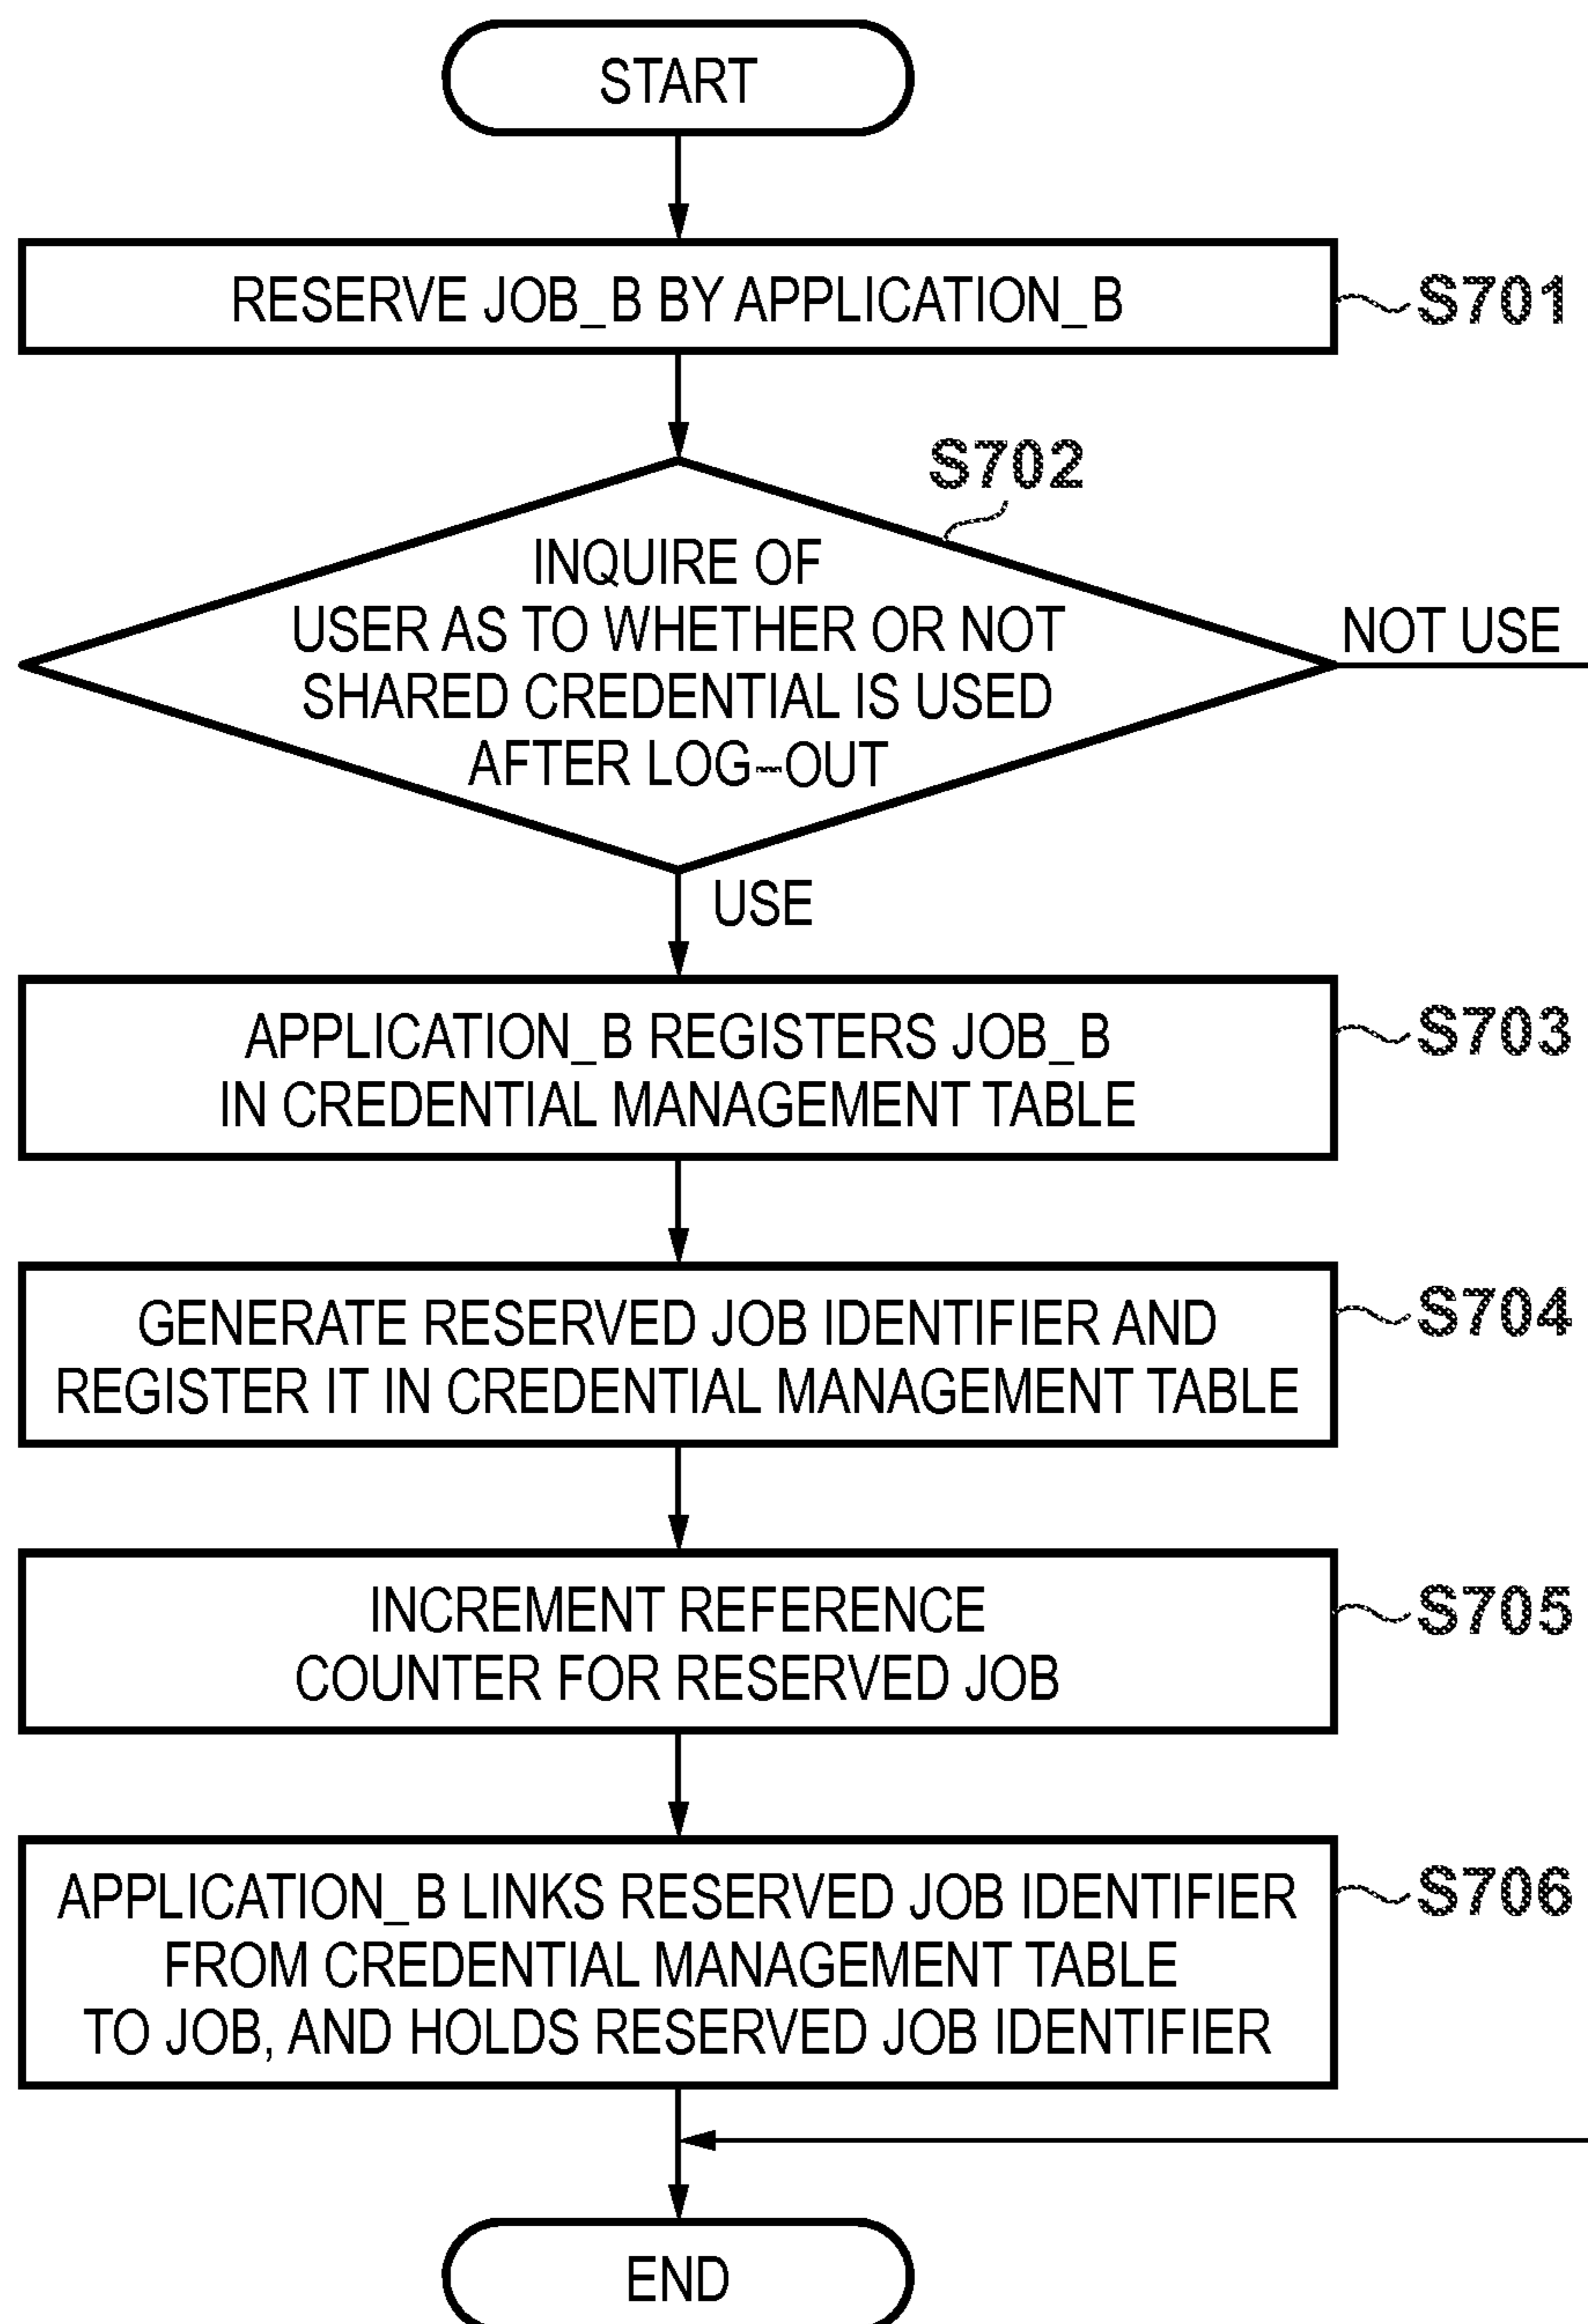 START
RESERVE JOB_B BY APPLICATION_B
S701
S702
INQUIRE OF
USER AS TO WHETHER OR NOT
SHARED CREDENTIAL IS USED
AFTER LOG-OUT
NOT USE
USE
APPLICATION_B REGISTERS JOB_B
IN CREDENTIAL MANAGEMENT TABLE
S703
GENERATE RESERVED JOB IDENTIFIER AND
REGISTER IT IN CREDENTIAL MANAGEMENT TABLE
S704
INCREMENT REFERENCE
COUNTER FOR RESERVED JOB
S705
APPLICATION_B LINKS RESERVED JOB IDENTIFIER
FROM CREDENTIAL MANAGEMENT TABLE
TO JOB, AND HOLDS RESERVED JOB IDENTIFIER
S706
END